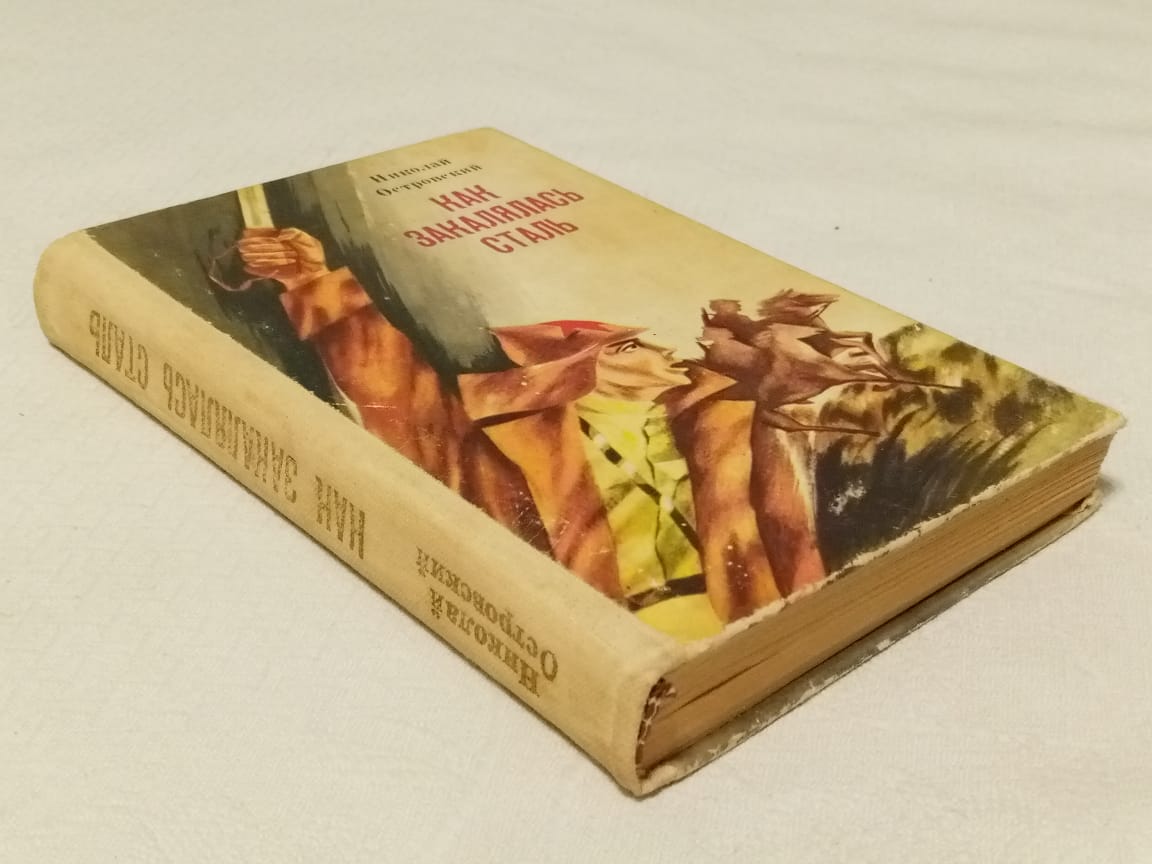 Николай
Островский
КАК
ЗАКАЛЯЛАСЬ
СТАЛЬ
Николай
Островский
КАК ЗАКАЛЯЛАСЬ СТАЛЬ